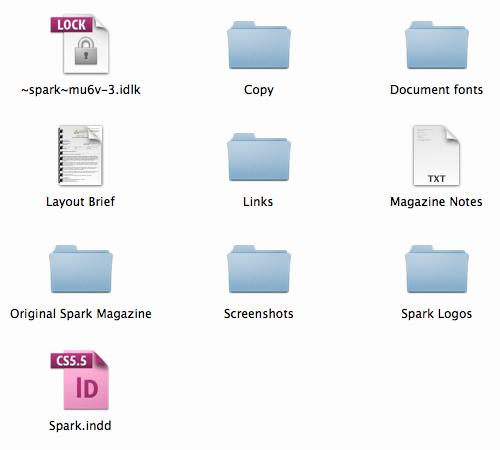 LOCK
~spark~mu6v-3.idlk
Copy
Document fonts
Layout Brief
Links
TXT
Magazine Notes
Original Spark Magazine
Screenshots
Spark Logos
CS5.5
ID
Spark.indd